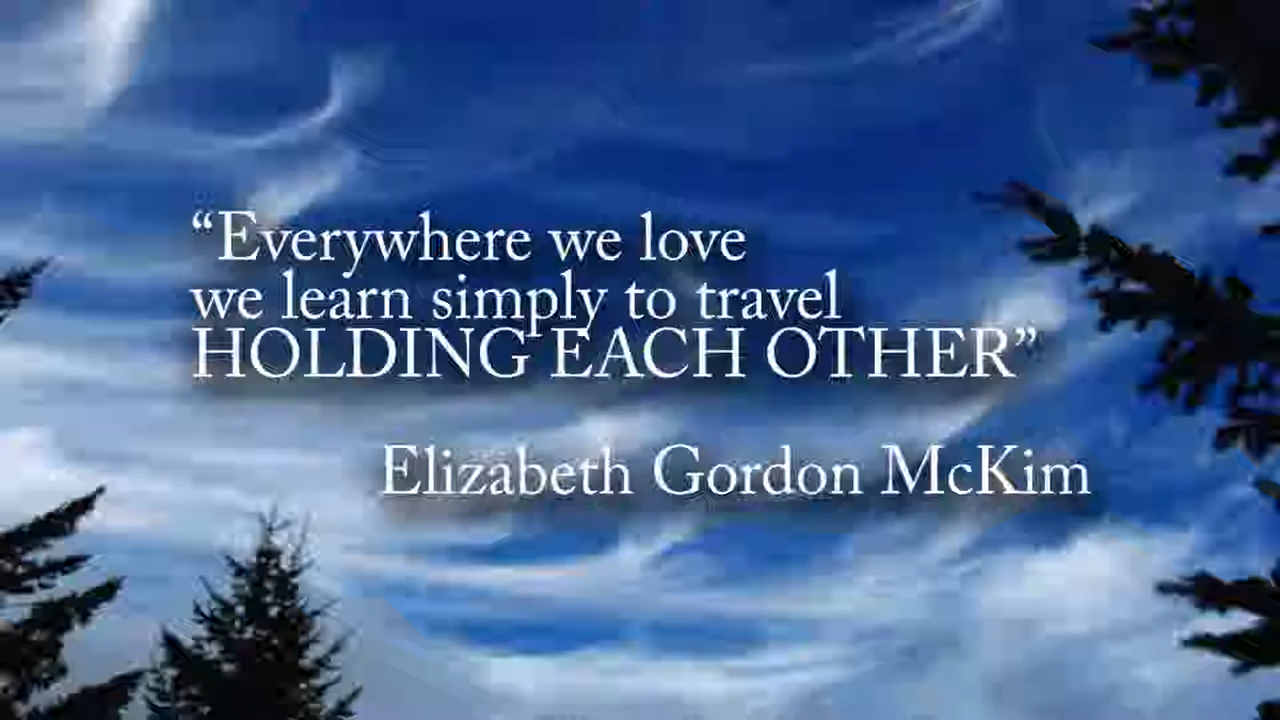 “Everywhere we love
we learn simply to travel
HOLDING EACH OTHER”
Elizabeth Gordon McKim